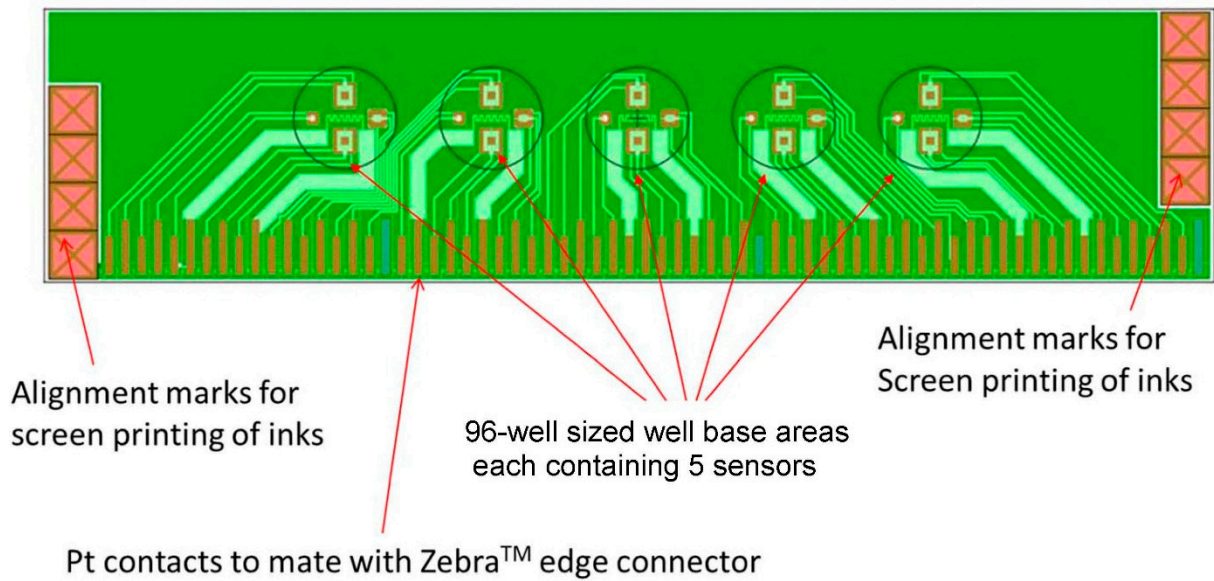 Alignment marks for
screen printing of inks
Alignment marks for
Screen printing of inks
96-well sized well base areas
each containing 5 sensors
Pt contacts to mate with Zebra™ edge connector